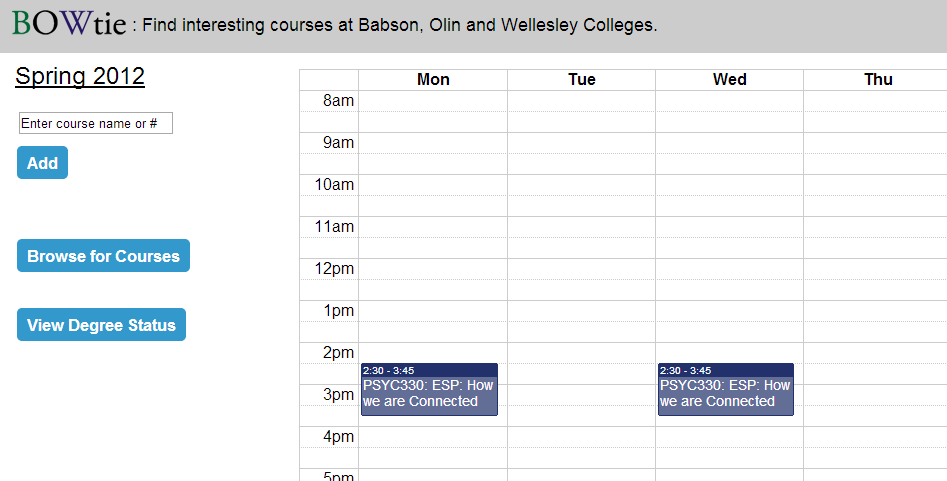 BOWtie : Find interesting courses at Babson, Olin and Wellesley Colleges.
Spring 2012
Enter course name or #
Add
Browse for Courses
View Degree Status
Mon Tue Wed Thu
8am
9am
10am
11am
12pm
1pm
2pm
2:30 - 3:45 2:30 - 3:45
PSYC330: ESP: How PSYC330: ESP: How
3pm
we are Connected we are Connected
4pm
5pm